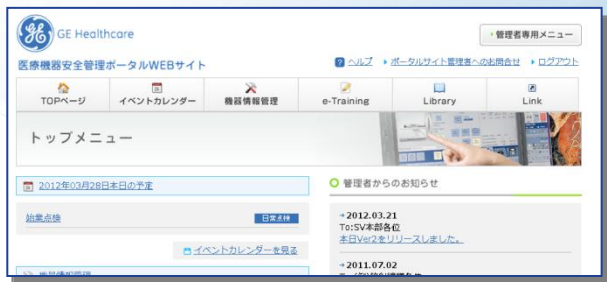 GE Healthcare
管理者専用メニュー
医療機器安全管理ポータルWEBサイト
ヘルプ ポータルサイト管理者へのお問合せ ログアウト
TOPページ イベントカレンダー 機器情報管理 e-Training Library Link
トップメニュー
2012年03月28日本日の予定
管理者からのお知らせ
始業点検 日常点検
2012.03.21
To:SV本部各位
本日Ver2をリリースしました。
イベントカレンダーを見る
2011.07.02